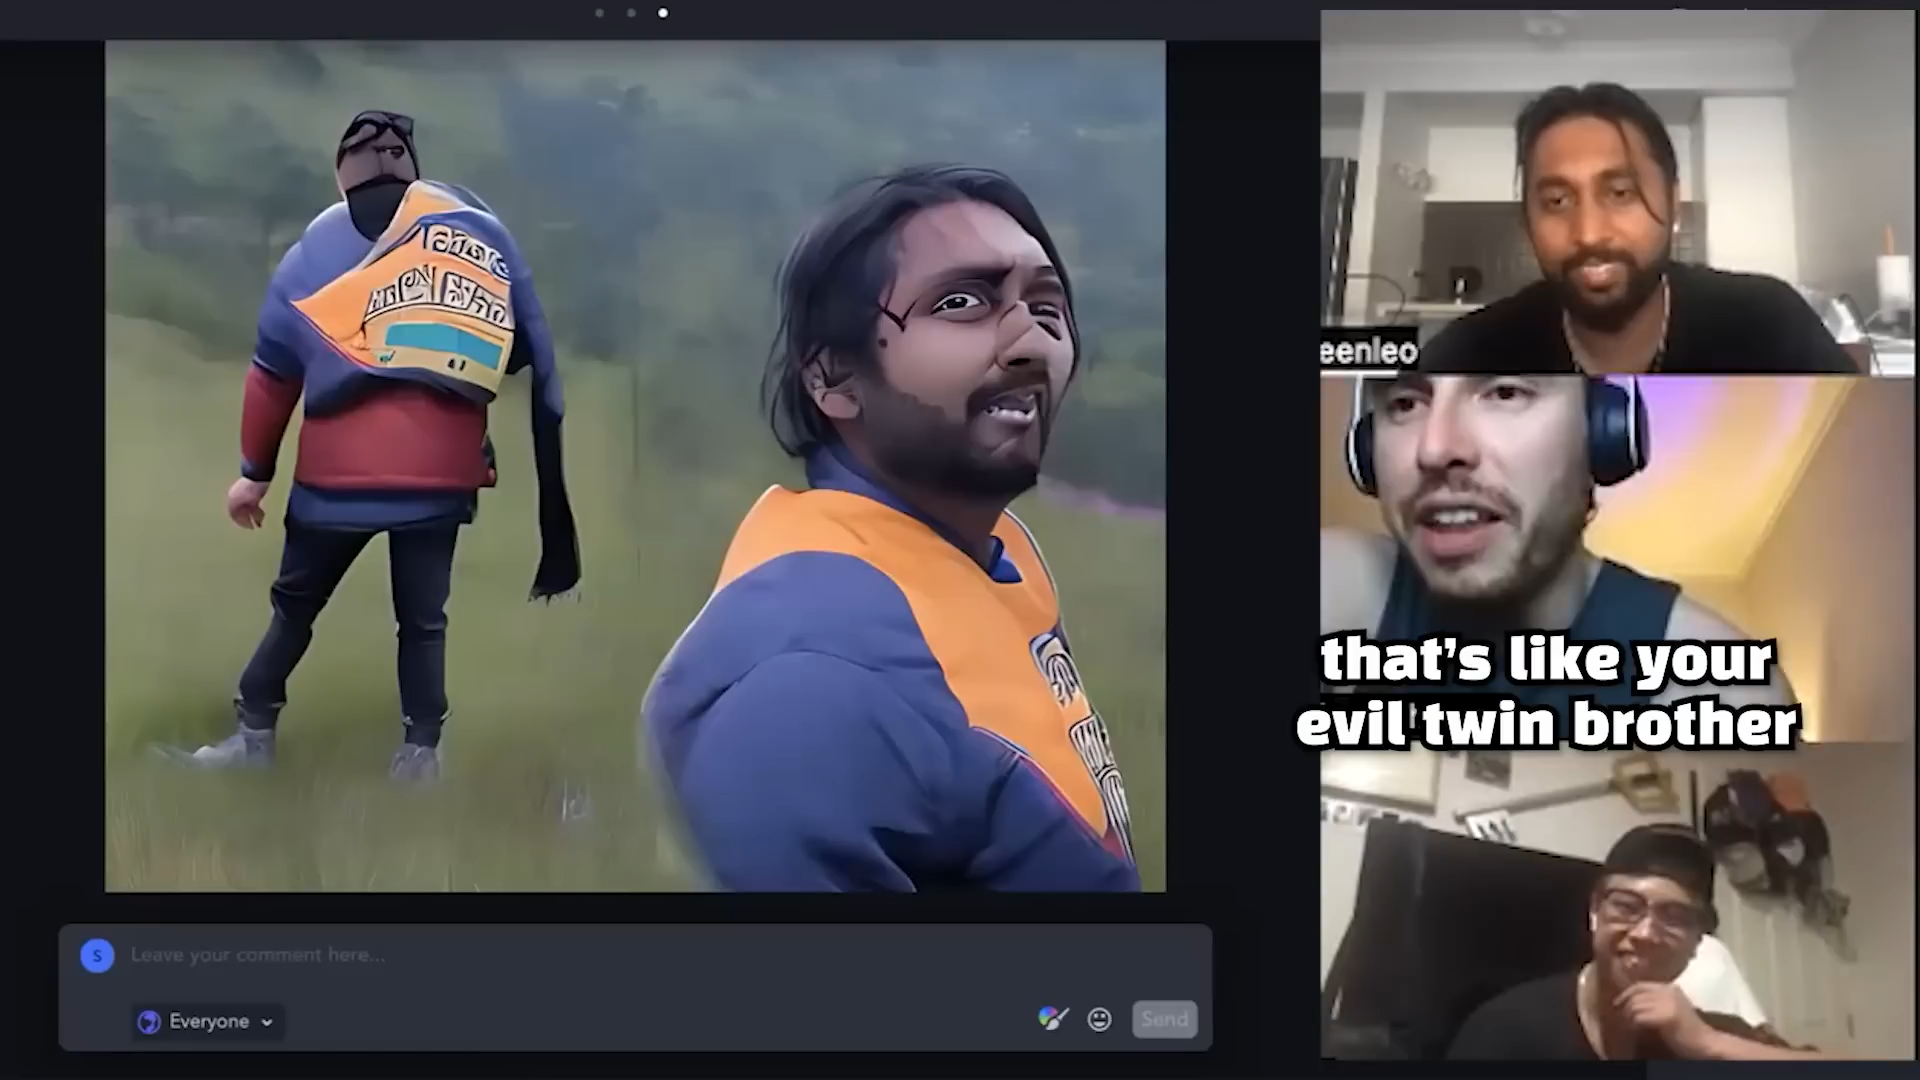 eenleo
that's like your
evil twin brother
S
Leave your comment here...
Everyone
Send